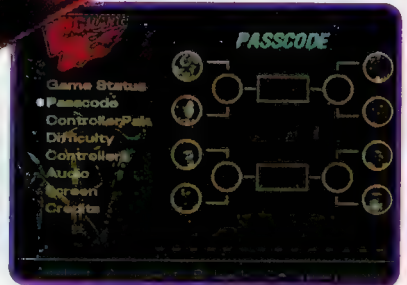 PASSCODE
Game Status
Passcode
ControllerPak
Difficulty
Controller
Audio
Screen
Credits